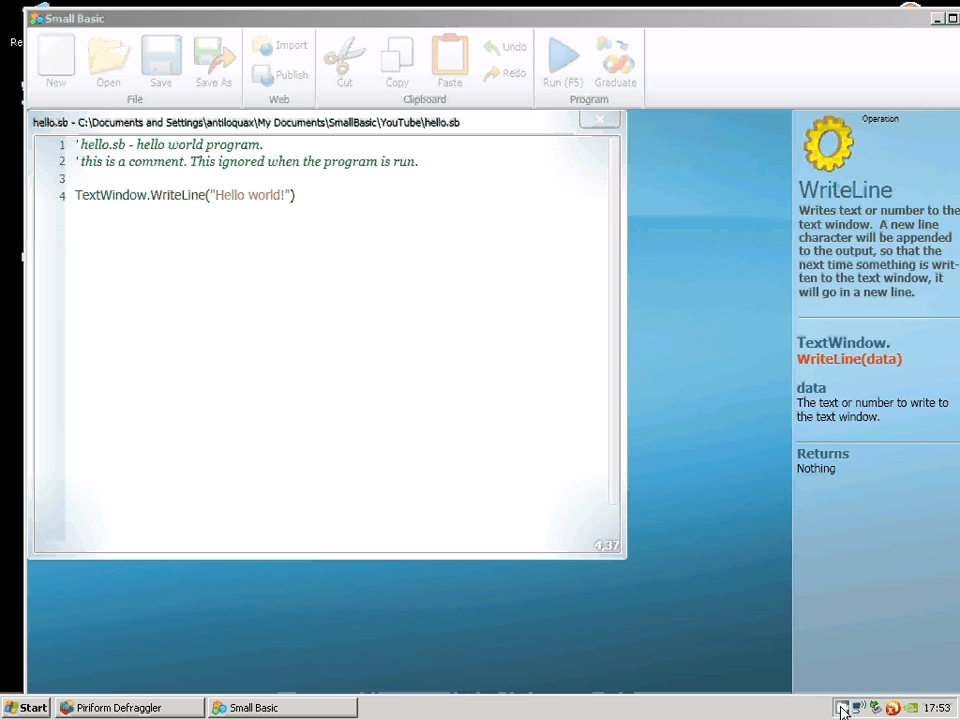 Small Basic
Re
New
Open
Save
Save As
Import
Publish
Cut
Copy
Paste
Undo
Redo
Run (F5)
Graduate
File
Web
Clipboard
Program
hello.sb - C:\Documents and Settings\antiloquax\My Documents\SmallBasic\YouTube\hello.sb
1 ' hello.sb - hello world program.
2 ' this is a comment. This ignored when the program is run.
3
4 TextWindow.WriteLine("Hello world!")
4,37
Operation
WriteLine
Writes text or number to the
text window. A new line
character will be appended
to the output, so that the
next time something is writ-
ten to the text window, it
will go in a new line.
TextWindow.
WriteLine(data)
data
The text or number to write to
the text window.
Returns
Nothing
Start
Piriform Defraggler
Small Basic
17:53